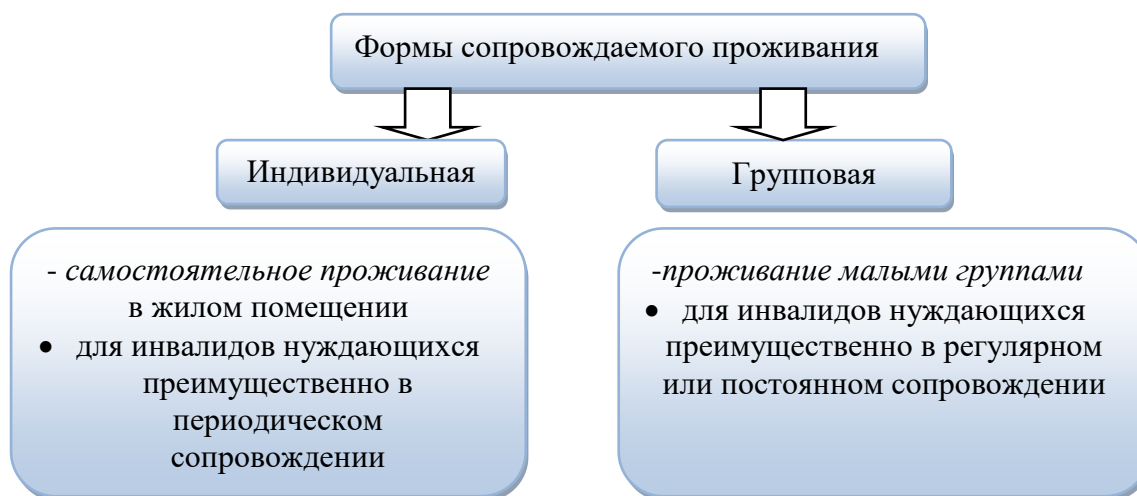 Формы сопровождаемого проживания
Индивидуальная
Групповая
- самостоятельное проживание
в жилом помещении
• для инвалидов нуждающихся
преимущественно в
периодическом
сопровождении
-проживание малыми группами
• для инвалидов нуждающихся
преимущественно в регулярном
или постоянном сопровождении